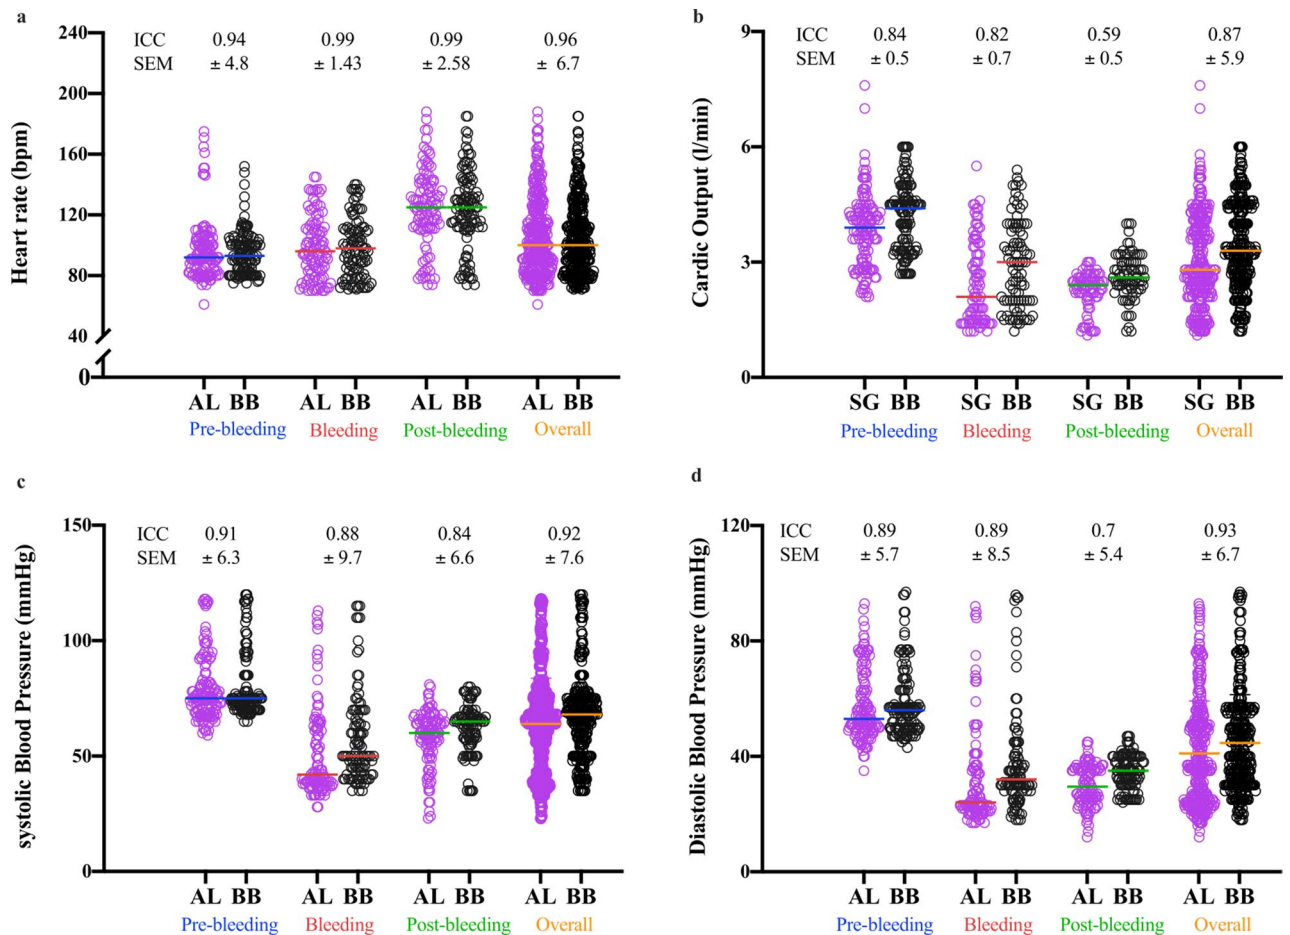 a
240
200
160
120
80
40
0
Heart rate (bpm)
ICC 0.94 0.99 0.99 0.96
SEM ± 4.8 ± 1.43 ± 2.58 ± 6.7
AL BB AL BB AL BB AL BB
Pre-bleeding Bleeding Post-bleeding Overall
b
9
6
3
0
Cardic Output (l/min)
ICC 0.84 0.82 0.59 0.87
SEM ± 0.5 ± 0.7 ± 0.5 ± 5.9
SG BB SG BB SG BB SG BB
Pre-bleeding Bleeding Post-bleeding Overall
c
150
100
50
0
systolic Blood Pressure (mmHg)
ICC 0.91 0.88 0.84 0.92
SEM ± 6.3 ± 9.7 ± 6.6 ± 7.6
AL BB AL BB AL BB AL BB
Pre-bleeding Bleeding Post-bleeding Overall
d
120
80
40
0
Diastolic Blood Pressure (mmHg)
ICC 0.89 0.89 0.7 0.93
SEM ± 5.7 ± 8.5 ± 5.4 ± 6.7
AL BB AL BB AL BB AL BB
Pre-bleeding Bleeding Post-bleeding Overall